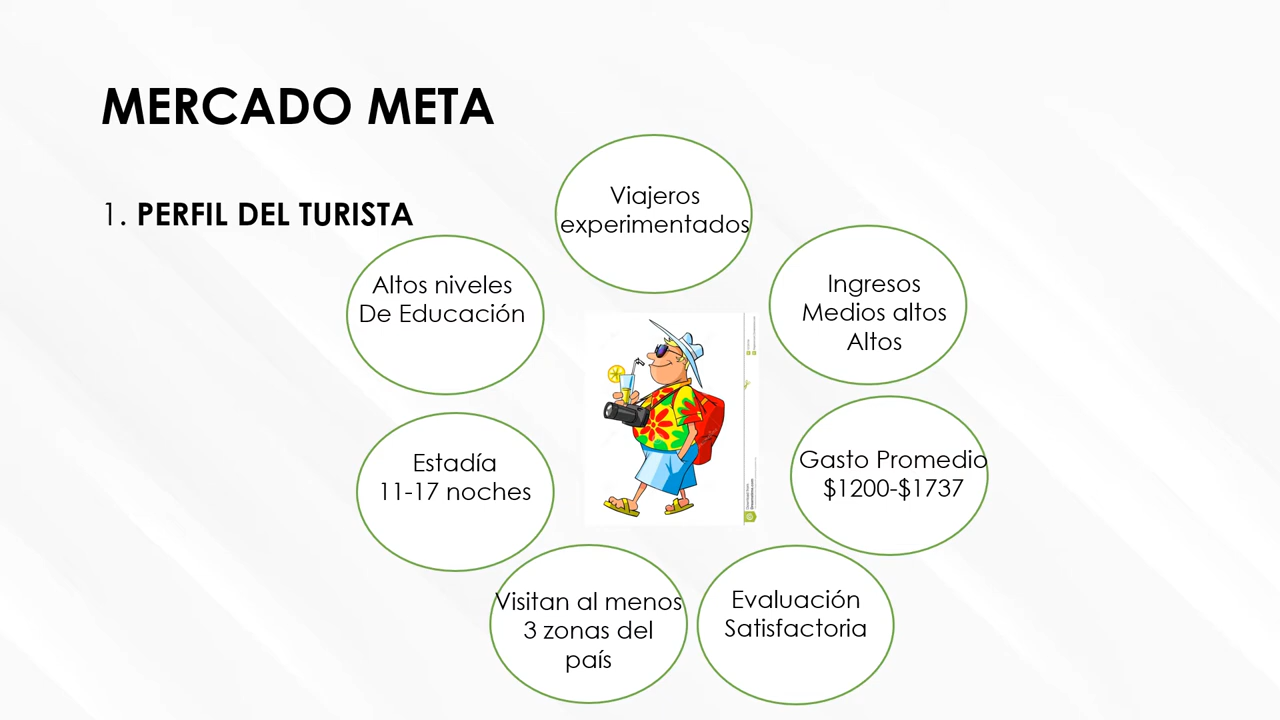 MERCADO META
1. PERFIL DEL TURISTA
Viajeros
experimentados
Ingresos
Medios altos
Altos
Gasto Promedio
$1200-$1737
Evaluación
Satisfactoria
Visitan al menos
3 zonas del
país
Estadía
11-17 noches
Altos niveles
De Educación